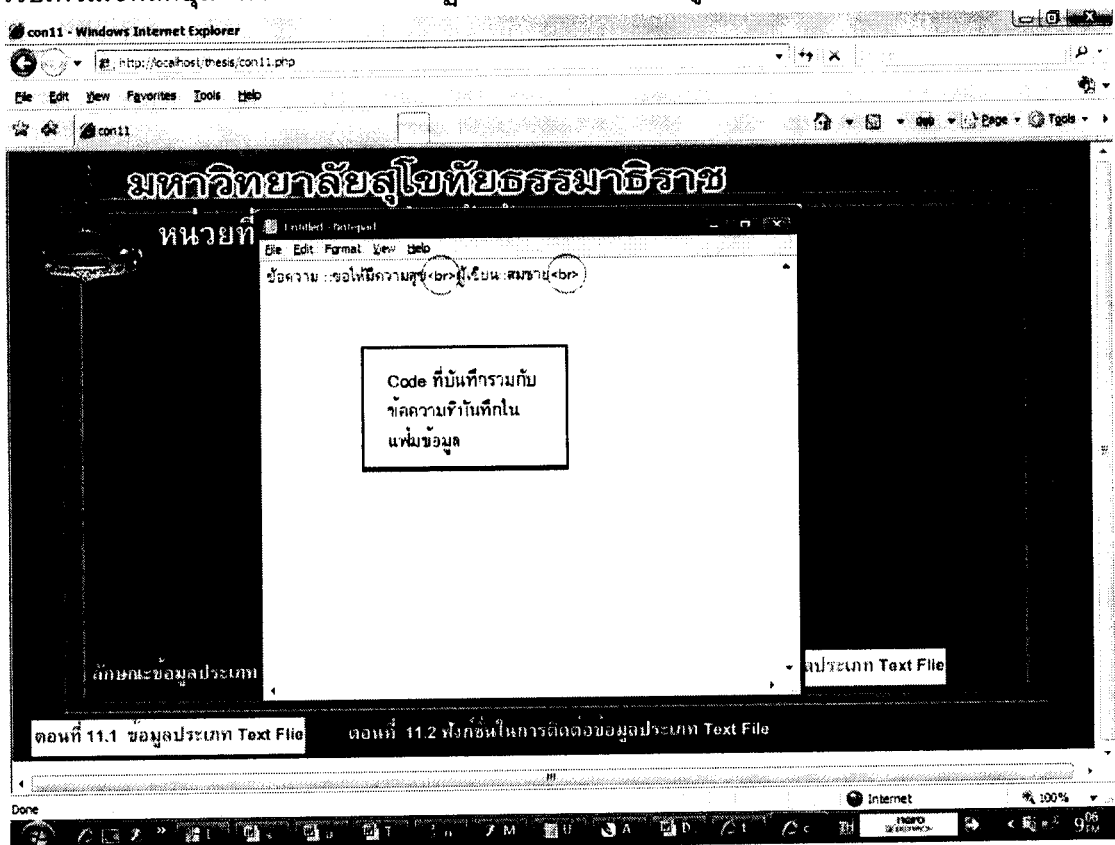 con11 - Windows Internet Explorer
http://localhost/thesis/con11.php
File Edit View Favorites Tools Help
con11
Page Tools
มหาวิทยาลัยสุโขทัยธรรมาธิราช
หน่วยที่
Untitled - Notepad
File Edit Format View Help
ข้อความ ::ขอให้มีความสุข<br>ผู้เขียน::สมชาย<br>
Code ที่บันทึกรวมกับ
ข้อความที่บันทึกใน
แฟ้มข้อมูล
ลักษณะข้อมูลประเภท
ลประเภท Text File
ตอนที่ 11.1 ข้อมูลประเภท Text Flie
ตอนที่ 11.2 ฟังก์ชั่นในการติดต่อข้อมูลประเภท Text File
Done
Internet
100%
TH